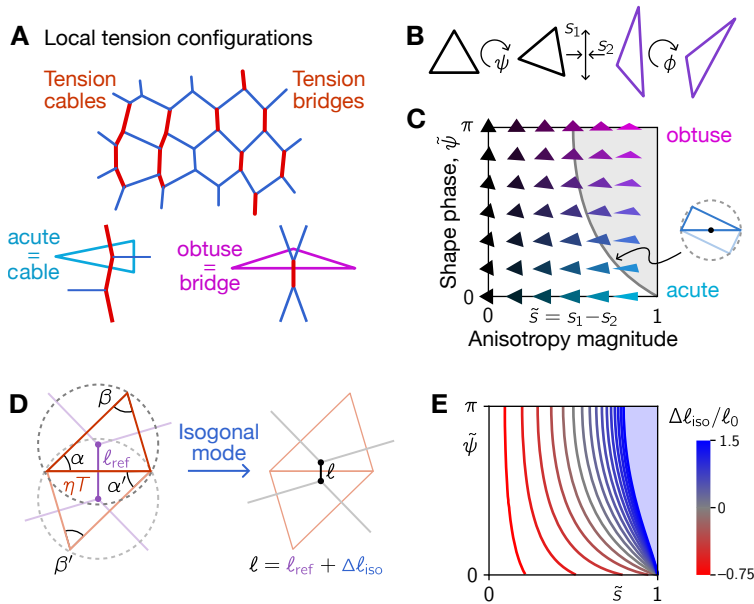 A Local tension configurations
Tension
cables
Tension
bridges
acute
=
cable
obtuse
=
bridge
B
ψ
s₁
s₂
ϕ
C
π
0
Shape phase, ψ̃
obtuse
acute
0
s̃ = s₁−s₂
1
Anisotropy magnitude
D
β
α
ℓref
ηT
α′
β′
Isogonal
mode
ℓ
ℓ = ℓref + Δℓiso
E
π
ψ̃
0
0
s̃
1
Δℓiso/ℓ0
1.5
0
−0.75